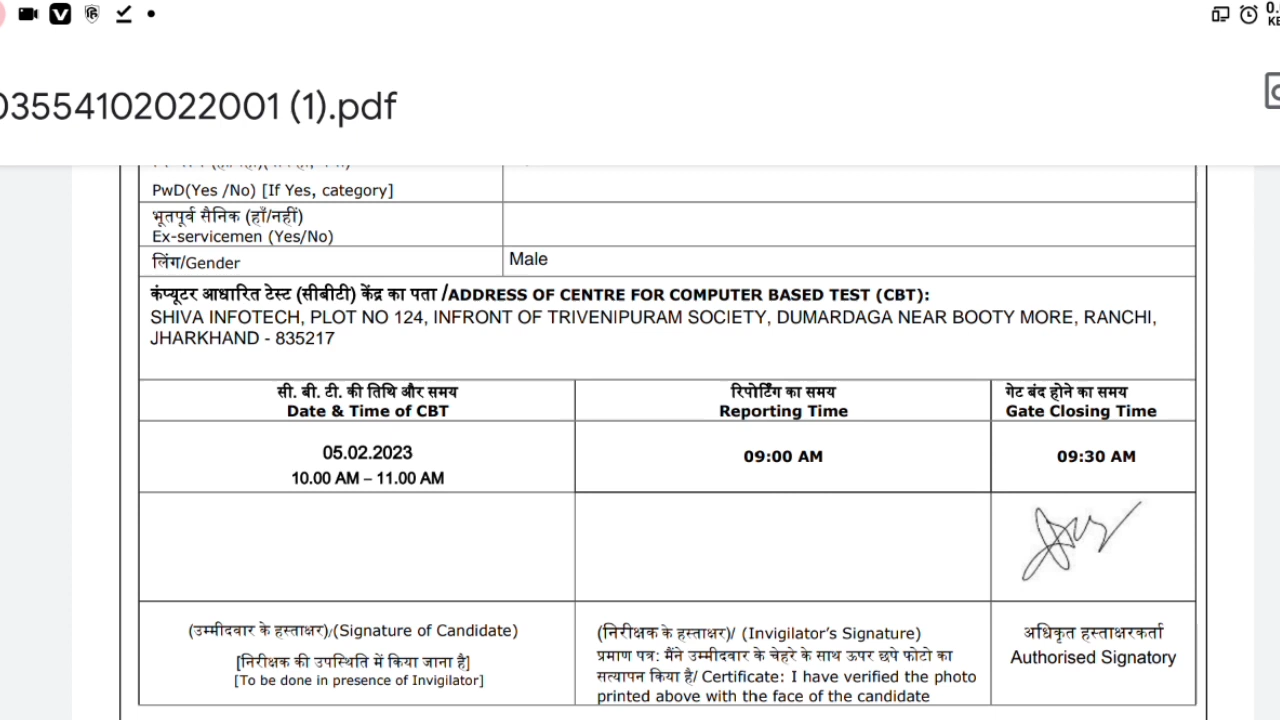 03554102022001 (1).pdf
PwD(Yes /No) [If Yes, category]
भूतपूर्व सैनिक (हाँ/नहीं)
Ex-servicemen (Yes/No)
लिंग/Gender
Male
कंप्यूटर आधारित टेस्ट (सीबीटी) केंद्र का पता /ADDRESS OF CENTRE FOR COMPUTER BASED TEST (CBT):
SHIVA INFOTECH, PLOT NO 124, INFRONT OF TRIVENIPURAM SOCIETY, DUMARDAGA NEAR BOOTY MORE, RANCHI,
JHARKHAND - 835217
सी. बी. टी. की तिथि और समय
Date & Time of CBT
रिपोर्टिंग का समय
Reporting Time
गेट बंद होने का समय
Gate Closing Time
05.02.2023
10.00 AM – 11.00 AM
09:00 AM
09:30 AM
(उम्मीदवार के हस्ताक्षर)/(Signature of Candidate)
[निरीक्षक की उपस्थिति में किया जाना है]
[To be done in presence of Invigilator]
(निरीक्षक के हस्ताक्षर)/ (Invigilator's Signature)
प्रमाण पत्र: मैंने उम्मीदवार के चेहरे के साथ ऊपर छपे फोटो का
सत्यापन किया है/ Certificate: I have verified the photo
printed above with the face of the candidate
अधिकृत हस्ताक्षरकर्ता
Authorised Signatory